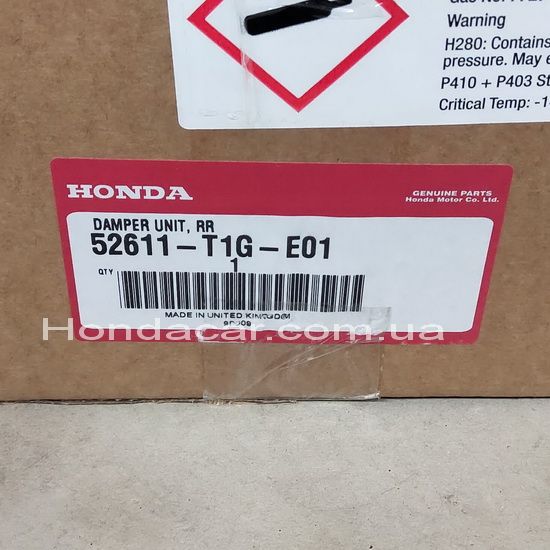 Warning
H280: Contains
pressure. May e
P410 + P403 St
Critical Temp: -1
HONDA
GENUINE PARTS
Honda Motor Co. Ltd.
DAMPER UNIT, RR
52611-T1G-E01
QTY 1
MADE IN UNITED KINGDOM
Hondacar.com.ua